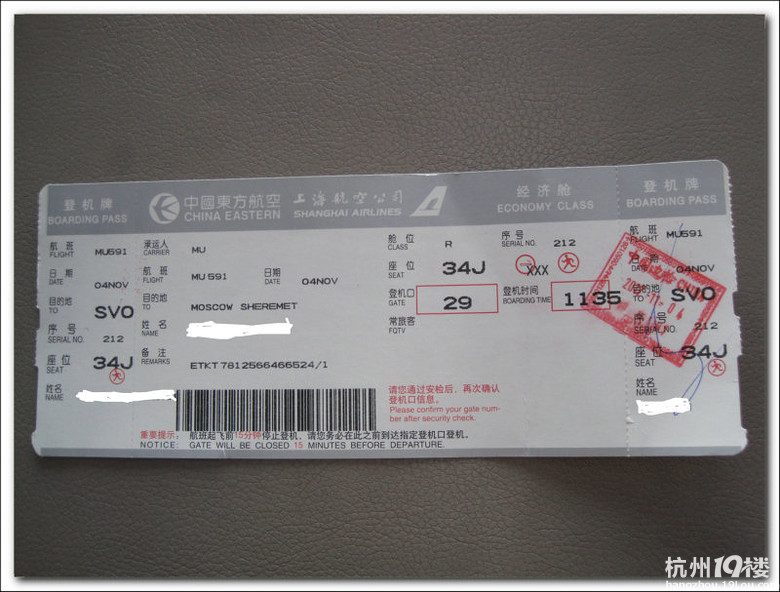 登机牌
BOARDING PASS
中國東方航空
CHINA EASTERN
上海航空公司
SHANGHAI AIRLINES
经济舱
ECONOMY CLASS
登机牌
BOARDING PASS
航班
FLIGHT MU591
日期
DATE 04NOV
目的地
TO SVO
序号
SERIAL NO. 212
座位
SEAT 34J
姓名
NAME
承运人
CARRIER MU
航班
FLIGHT MU591
日期
DATE 04NOV
目的地
TO MOSCOW SHEREMET
姓名
NAME
备注
REMARKS
ETKT7812566466524/1
舱位
CLASS R
序号
SERIAL NO. 212
座位
SEAT 34J
XXX
登机口
GATE 29
登机时间
BOARDING TIME 1135
常旅客
FQTV
请您通过安检后，再次确认
登机口信息。
Please confirm your gate num-
ber after security check.
重要提示：航班起飞前15分钟停止登机，请您务必在此之前到达指定登机口登机。
NOTICE: GATE WILL BE CLOSED 15 MINUTES BEFORE DEPARTURE.
航班
FLIGHT MU591
日期
DATE 04NOV
目的地
TO SVO
序号
212
座位
SEAT 34J
姓名
NAME
杭州19楼
hangzhou.19lou.com